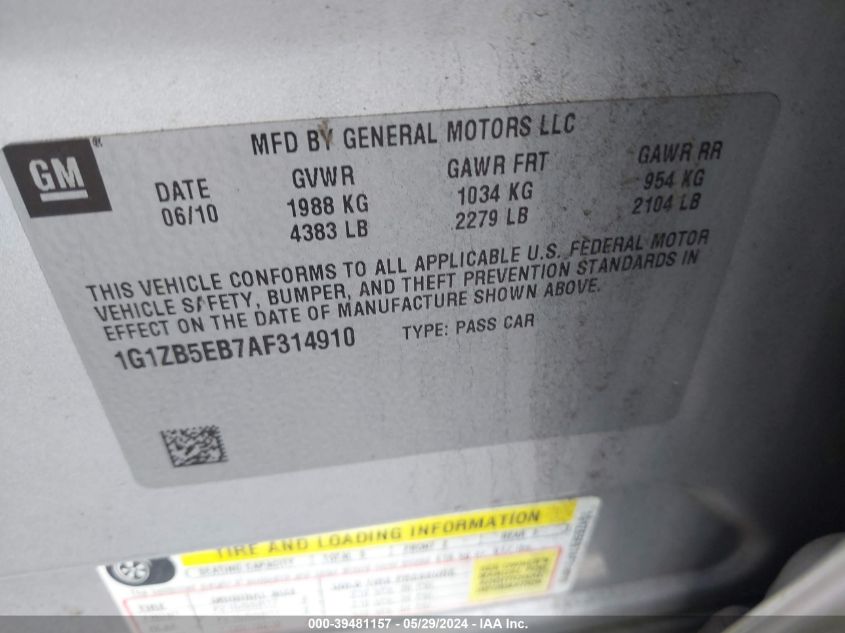 GM
MFD BY GENERAL MOTORS LLC
DATE GVWR GAWR FRT GAWR RR
06/10 1988 KG 1034 KG 954 KG
4383 LB 2279 LB 2104 LB
THIS VEHICLE CONFORMS TO ALL APPLICABLE U.S. FEDERAL MOTOR
VEHICLE SAFETY, BUMPER, AND THEFT PREVENTION STANDARDS IN
EFFECT ON THE DATE OF MANUFACTURE SHOWN ABOVE.
1G1ZB5EB7AF314910 TYPE: PASS CAR
TIRE AND LOADING INFORMATION
SEATING CAPACITY
000-39481157 - 05/29/2024 - IAA Inc.